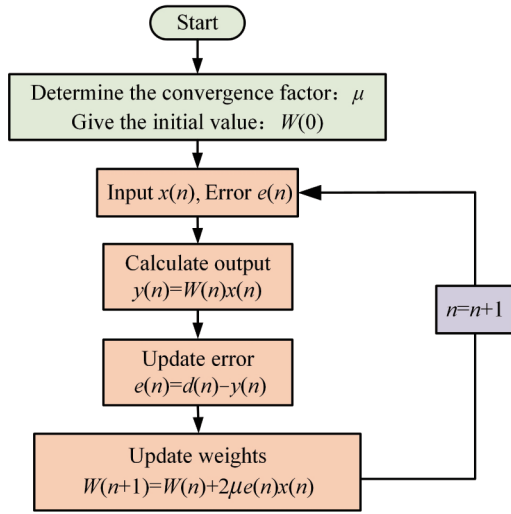 Start
Determine the convergence factor: μ
Give the initial value: W(0)
Input x(n), Error e(n)
Calculate output
y(n)=W(n)x(n)
n=n+1
Update error
e(n)=d(n)−y(n)
Update weights
W(n+1)=W(n)+2μe(n)x(n)